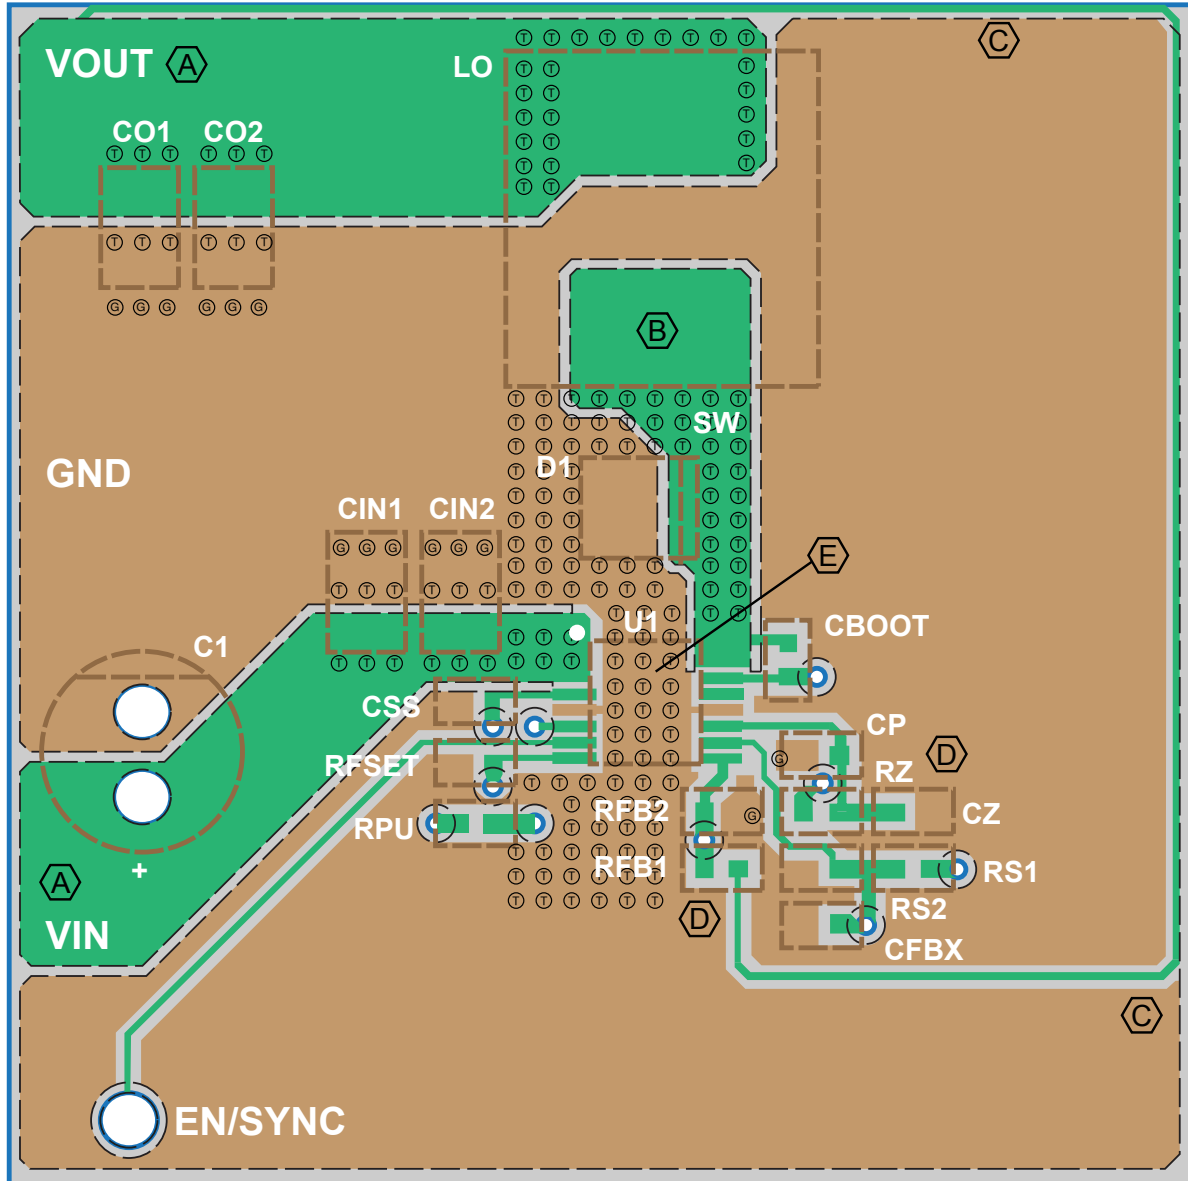 VOUT A
C
LO
T T T T T T T T T
T T T
T T T
T T T
T T T
T T T
T T
CO1 CO2
T T T T T T
T T T T T T
G G G G G G
B
T T T T T T T T T
SW
GND
D1
CIN1 CIN2
G G G G G G
T T T T T T
E
U1
CBOOT
C1
T T T T T T
CSS
CP
RFSET
G
RZ
D
RPU
RFB2
G
CZ
+
A
RFB1
RS1
D
RS2
VIN
CFBX
C
EN/SYNC